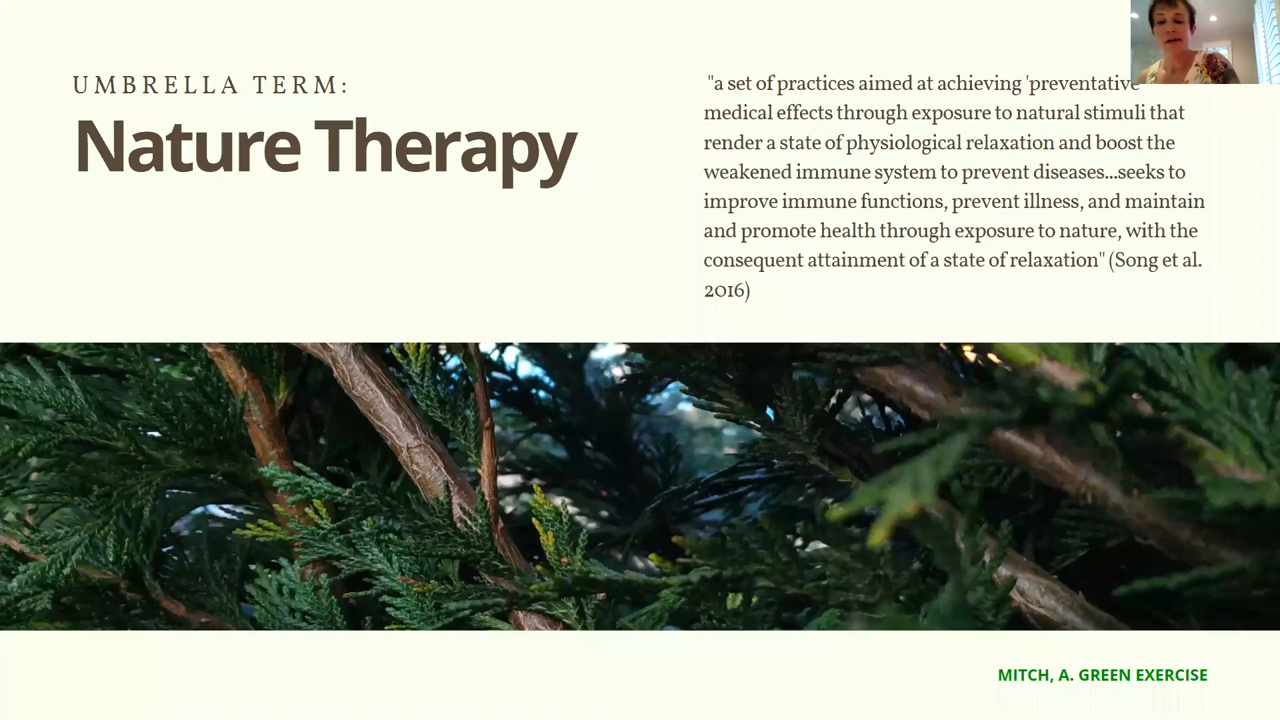 UMBRELLA TERM:
Nature Therapy
"a set of practices aimed at achieving 'preventative
medical effects through exposure to natural stimuli that
render a state of physiological relaxation and boost the
weakened immune system to prevent diseases...seeks to
improve immune functions, prevent illness, and maintain
and promote health through exposure to nature, with the
consequent attainment of a state of relaxation" (Song et al.
2016)
MITCH, A. GREEN EXERCISE